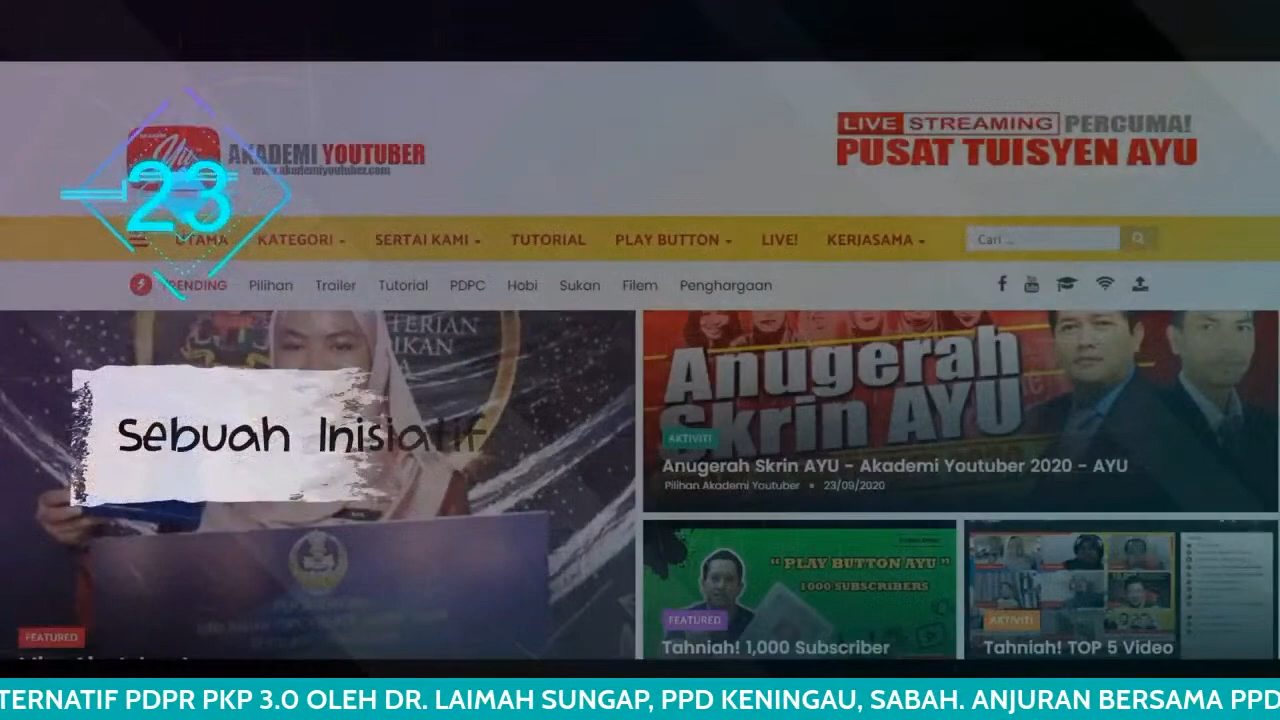 AKADEMI YOUTUBER
www.akademiyoutuber.com
LIVE STREAMING PERCUMA!
PUSAT TUISYEN AYU
23
UTAMA KATEGORI SERTAI KAMI TUTORIAL PLAY BUTTON LIVE! KERJASAMA Cari ...
TRENDING Pilihan Trailer Tutorial PDPC Hobi Sukan Filem Penghargaan
Sebuah Inisiatif
FEATURED
Anugerah
Skrin AYU
AKTIVITI
Anugerah Skrin AYU - Akademi Youtuber 2020 - AYU
Pilihan Akademi Youtuber 23/09/2020
" PLAY BUTTON AYU "
1000 SUBSCRIBERS
FEATURED
Tahniah! 1,000 Subscriber
AKTIVITI
Tahniah! TOP 5 Video
TERNATIF PDPR PKP 3.0 OLEH DR. LAIMAH SUNGAP, PPD KENINGAU, SABAH. ANJURAN BERSAMA PPD